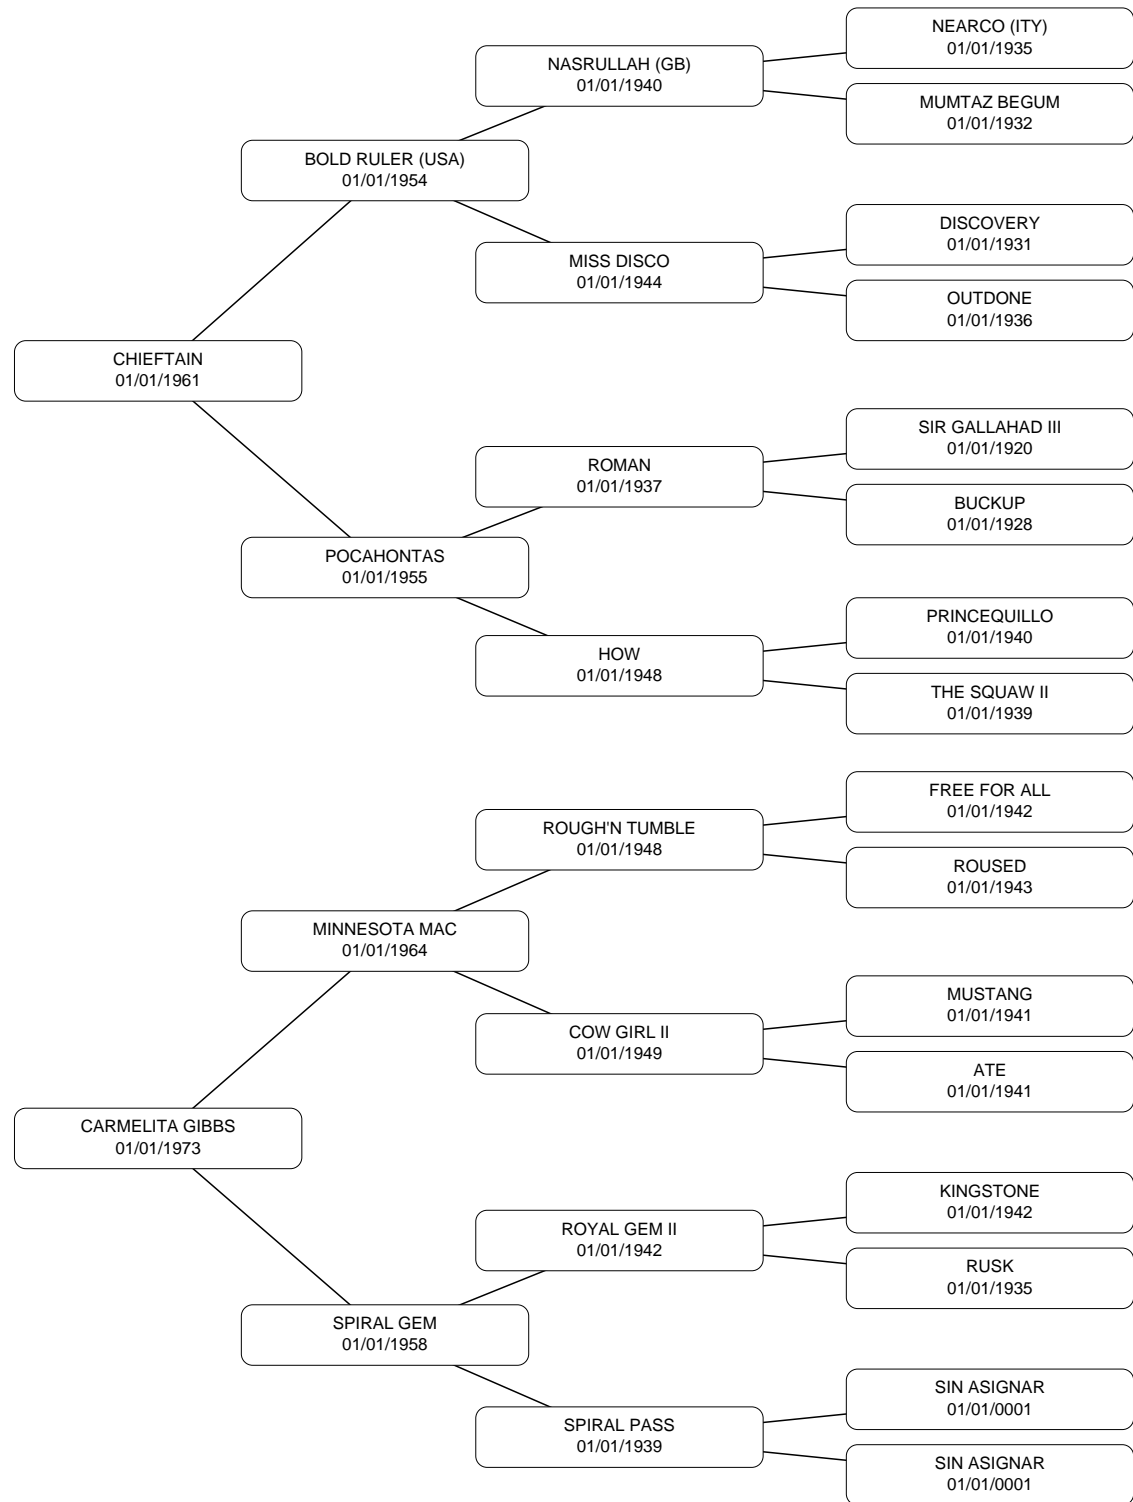 NEARCO (ITY)
01/01/1935
NASRULLAH (GB)
01/01/1940
MUMTAZ BEGUM
01/01/1932
BOLD RULER (USA)
01/01/1954
DISCOVERY
01/01/1931
MISS DISCO
01/01/1944
OUTDONE
01/01/1936
CHIEFTAIN
01/01/1961
SIR GALLAHAD III
01/01/1920
ROMAN
01/01/1937
BUCKUP
01/01/1928
POCAHONTAS
01/01/1955
PRINCEQUILLO
01/01/1940
HOW
01/01/1948
THE SQUAW II
01/01/1939
FREE FOR ALL
01/01/1942
ROUGH'N TUMBLE
01/01/1948
ROUSED
01/01/1943
MINNESOTA MAC
01/01/1964
MUSTANG
01/01/1941
COW GIRL II
01/01/1949
ATE
01/01/1941
CARMELITA GIBBS
01/01/1973
KINGSTONE
01/01/1942
ROYAL GEM II
01/01/1942
RUSK
01/01/1935
SPIRAL GEM
01/01/1958
SIN ASIGNAR
01/01/0001
SPIRAL PASS
01/01/1939
SIN ASIGNAR
01/01/0001